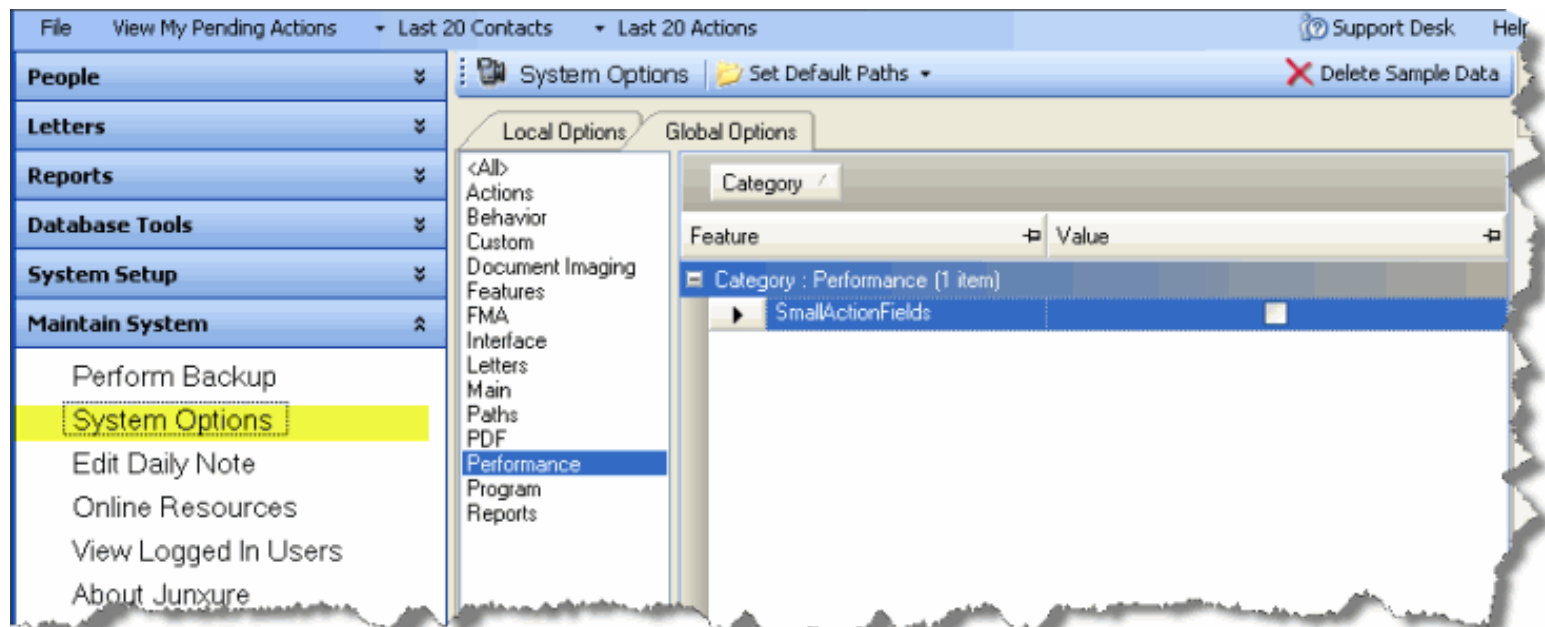 File View My Pending Actions Last 20 Contacts Last 20 Actions Support Desk Help
People
Letters
Reports
Database Tools
System Setup
Maintain System
Perform Backup
System Options
Edit Daily Note
Online Resources
View Logged In Users
About Junxure
System Options Set Default Paths Delete Sample Data
Local Options Global Options
<All>
Actions
Behavior
Custom
Document Imaging
Features
FMA
Interface
Letters
Main
Paths
PDF
Performance
Program
Reports
Category
Feature Value
Category : Performance (1 item)
SmallActionFields